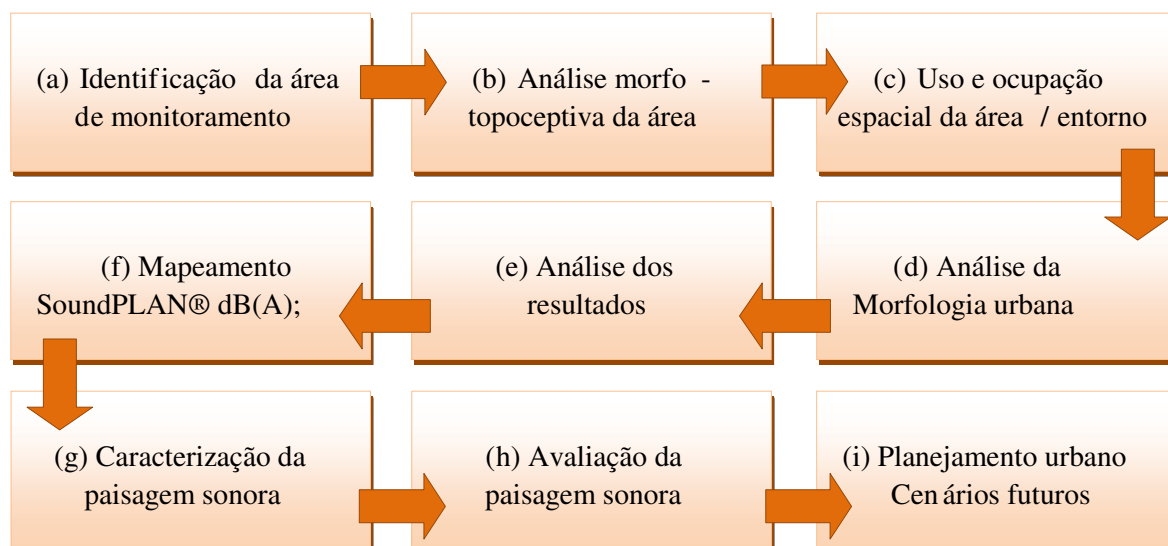 (a) Identificação da área
de monitoramento
(b) Análise morfo -
topoceptiva da área
(c) Uso e ocupação
espacial da área / entorno
(d) Análise da
Morfologia urbana
(e) Análise dos
resultados
(f) Mapeamento
SoundPLAN® dB(A);
(g) Caracterização da
paisagem sonora
(h) Avaliação da
paisagem sonora
(i) Planejamento urbano
Cen ários futuros